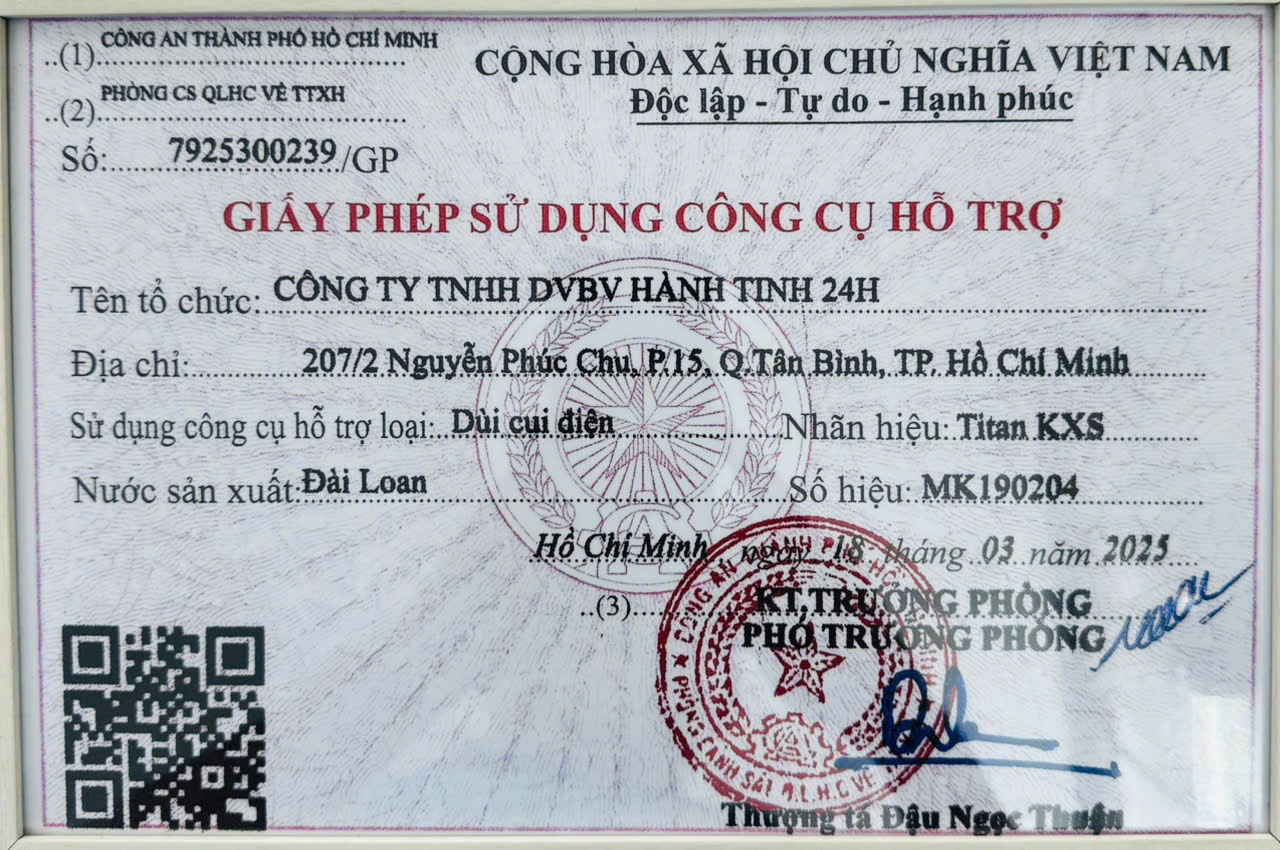 (1) CÔNG AN THÀNH PHỐ HỒ CHÍ MINH
(2) PHÒNG CS QLHC VỀ TTXH
Số: 7925300239/GP
CỘNG HÒA XÃ HỘI CHỦ NGHĨA VIỆT NAM
Độc lập - Tự do - Hạnh phúc
GIẤY PHÉP SỬ DỤNG CÔNG CỤ HỖ TRỢ
Tên tổ chức: CÔNG TY TNHH DVBV HÀNH TINH 24H
Địa chỉ: 207/2 Nguyễn Phúc Chu, P.15, Q.Tân Bình, TP. Hồ Chí Minh
Sử dụng công cụ hỗ trợ loại: Dùi cui điện Nhãn hiệu: Titan KXS
Nước sản xuất: Đài Loan Số hiệu: MK190204
Hồ Chí Minh, ngày 18 tháng 03 năm 2025
(3) KT.TRƯỞNG PHÒNG
PHÓ TRƯỞNG PHÒNG
Thượng tá Đậu Ngọc Thuận